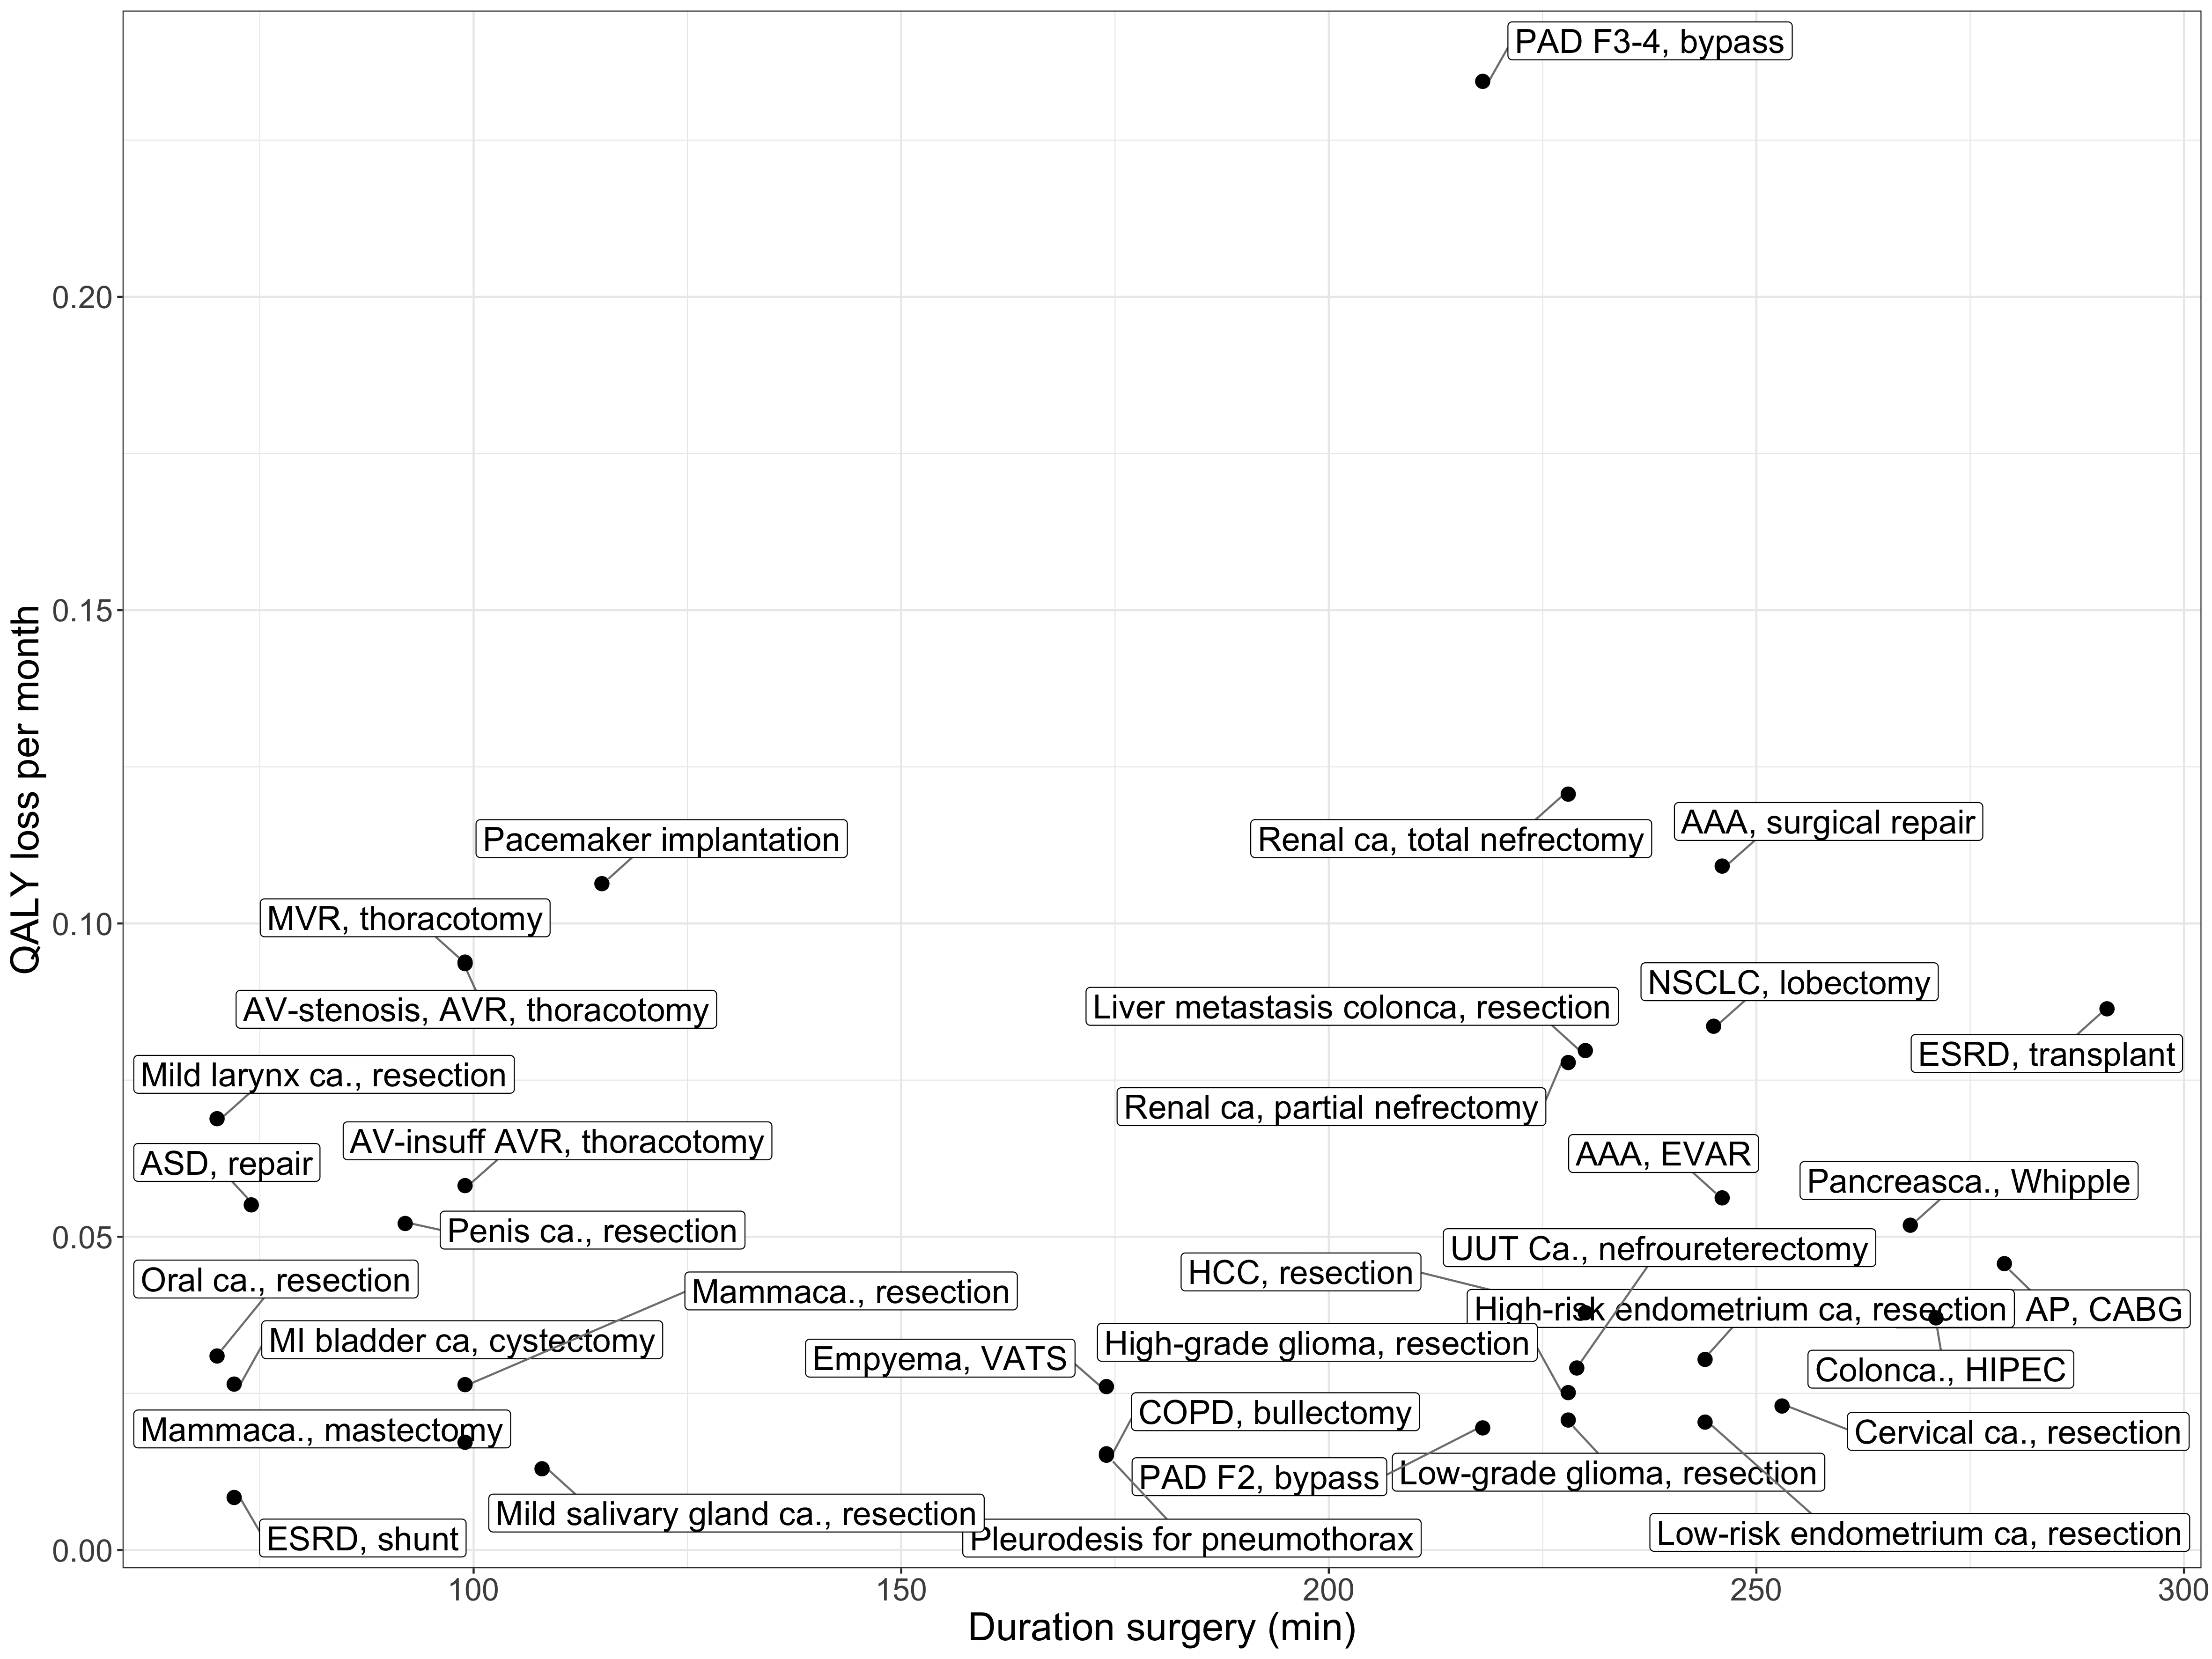 PAD F3-4, bypass
0.20
0.15
QALY loss per month
Renal ca, total nefrectomy
AAA, surgical repair
Pacemaker implantation
0.10
MVR, thoracotomy
AV-stenosis, AVR, thoracotomy
NSCLC, lobectomy
Liver metastasis colonca, resection
ESRD, transplant
Mild larynx ca., resection
Renal ca, partial nefrectomy
AV-insuff AVR, thoracotomy
ASD, repair
AAA, EVAR
Pancreasca., Whipple
Penis ca., resection
0.05
UUT Ca., nefroureterectomy
HCC, resection
Oral ca., resection
Mammaca., resection
High-risk endometrium ca, resection
AP, CABG
MI bladder ca, cystectomy
High-grade glioma, resection
Empyema, VATS
Colonca., HIPEC
COPD, bullectomy
Mammaca., mastectomy
Cervical ca., resection
PAD F2, bypass
Low-grade glioma, resection
Mild salivary gland ca., resection
ESRD, shunt
Pleurodesis for pneumothorax
Low-risk endometrium ca, resection
0.00
100
150
200
250
300
Duration surgery (min)